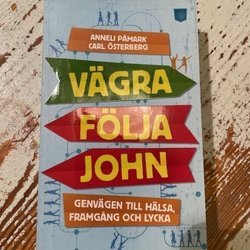 ANNELI PÅMARK
CARL ÖSTERBERG
VÄGRA
FÖLJA
JOHN
GENVÄGEN TILL HÄLSA,
FRAMGÅNG OCH LYCKA